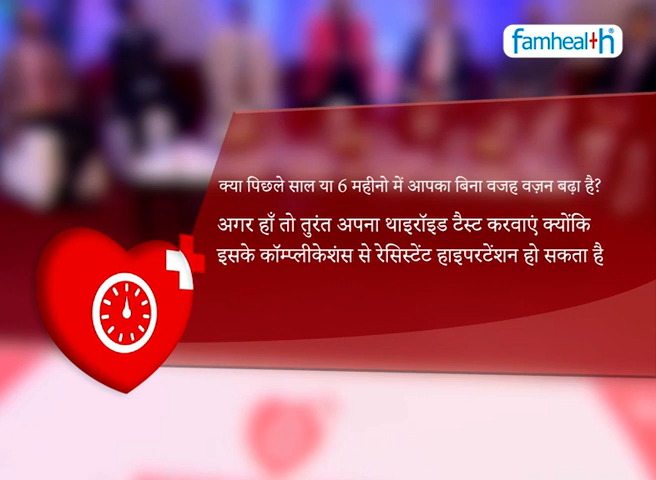 famhealth
क्या पिछले साल या 6 महीनो में आपका बिना वजह वज़न बढ़ा है?
अगर हाँ तो तुरंत अपना थाइरॉइड टैस्ट करवाएं क्योंकि
इसके कॉम्प्लीकेशंस से रेसिस्टेंट हाइपरटेंशन हो सकता है